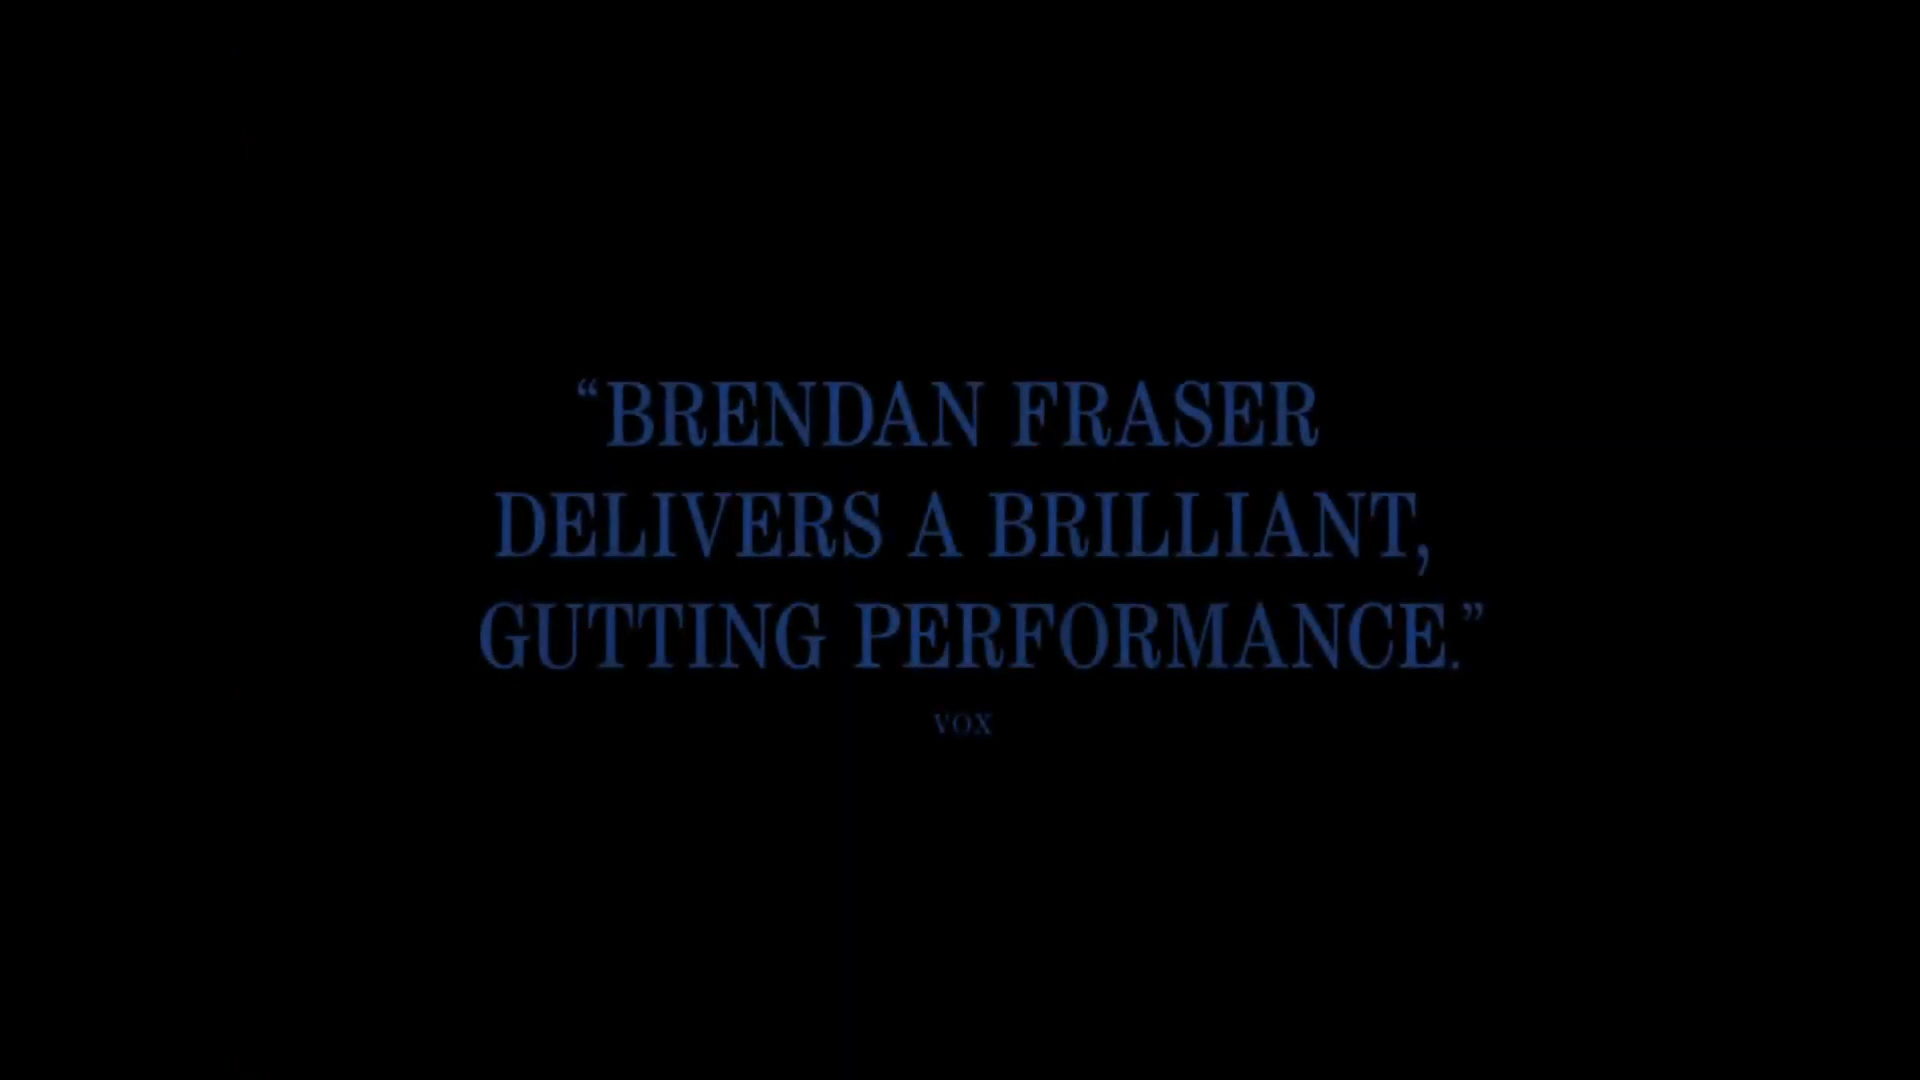 “BRENDAN FRASER
DELIVERS A BRILLIANT,
GUTTING PERFORMANCE.”
VOX